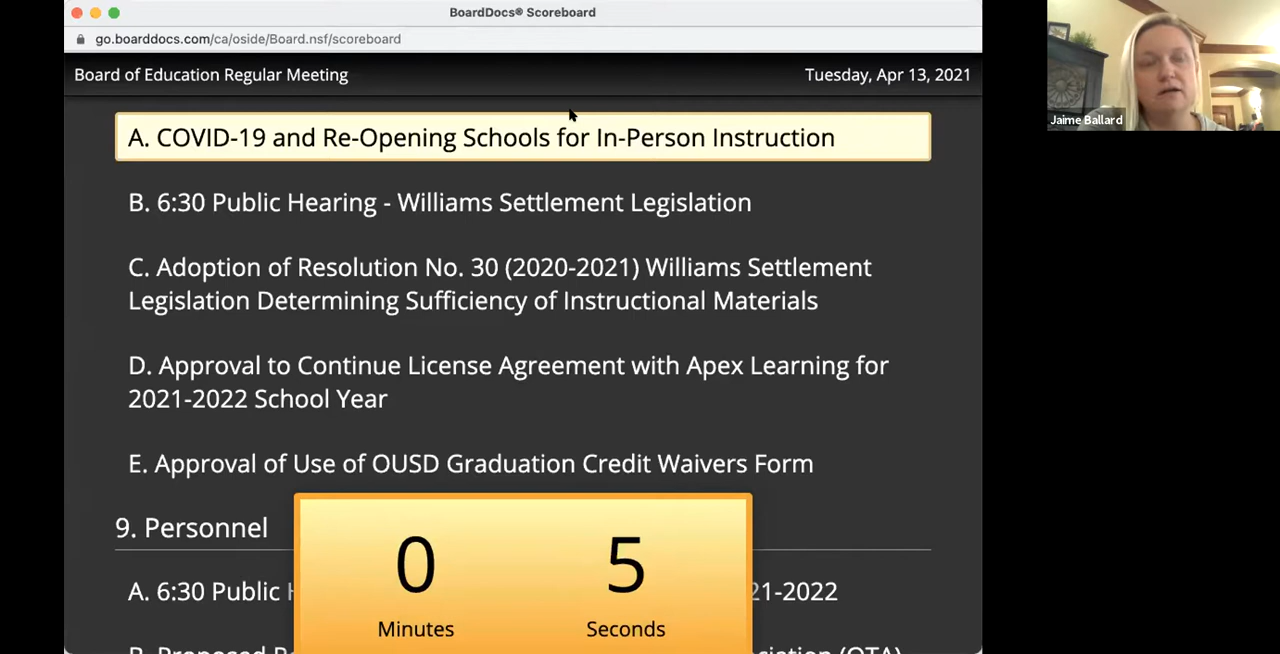 BoardDocs® Scoreboard
go.boarddocs.com/ca/oside/Board.nsf/scoreboard
Board of Education Regular Meeting
Tuesday, Apr 13, 2021
Jaime Ballard
A. COVID-19 and Re-Opening Schools for In-Person Instruction
B. 6:30 Public Hearing - Williams Settlement Legislation
C. Adoption of Resolution No. 30 (2020-2021) Williams Settlement
Legislation Determining Sufficiency of Instructional Materials
D. Approval to Continue License Agreement with Apex Learning for
2021-2022 School Year
E. Approval of Use of OUSD Graduation Credit Waivers Form
9. Personnel
0 5
Minutes Seconds
A. 6:30 Public 21-2022
B. Proposed (OTA)